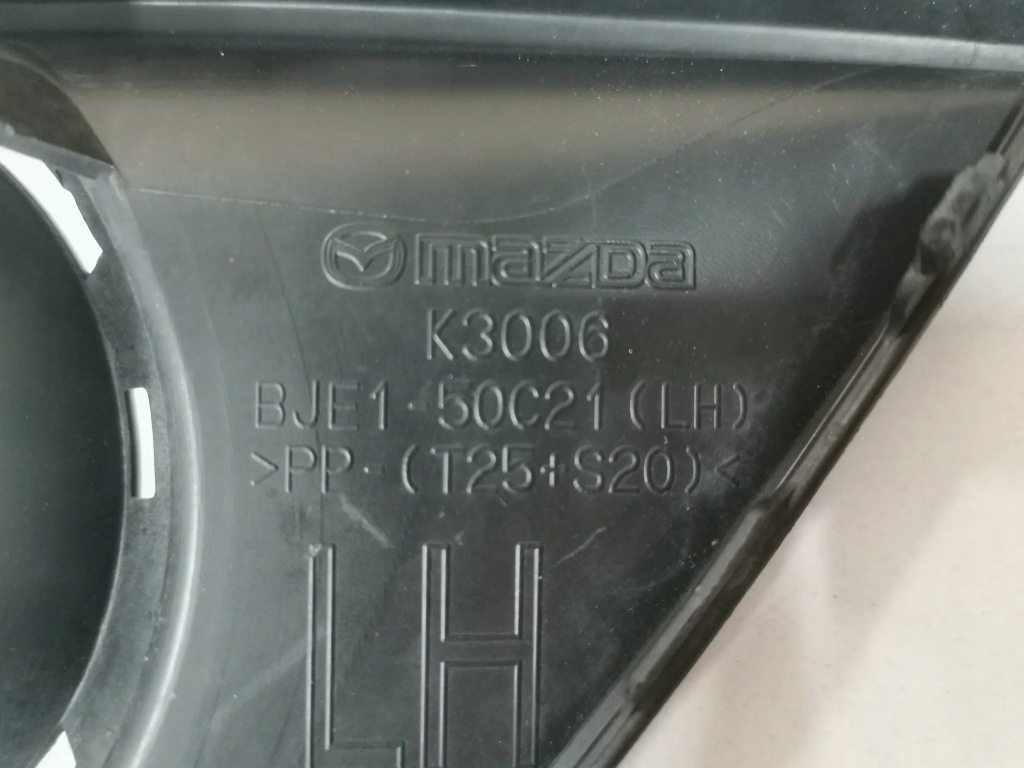 mazda
K3006
BJE1-50C21(LH)
>PP-(T25+S20)<
LH